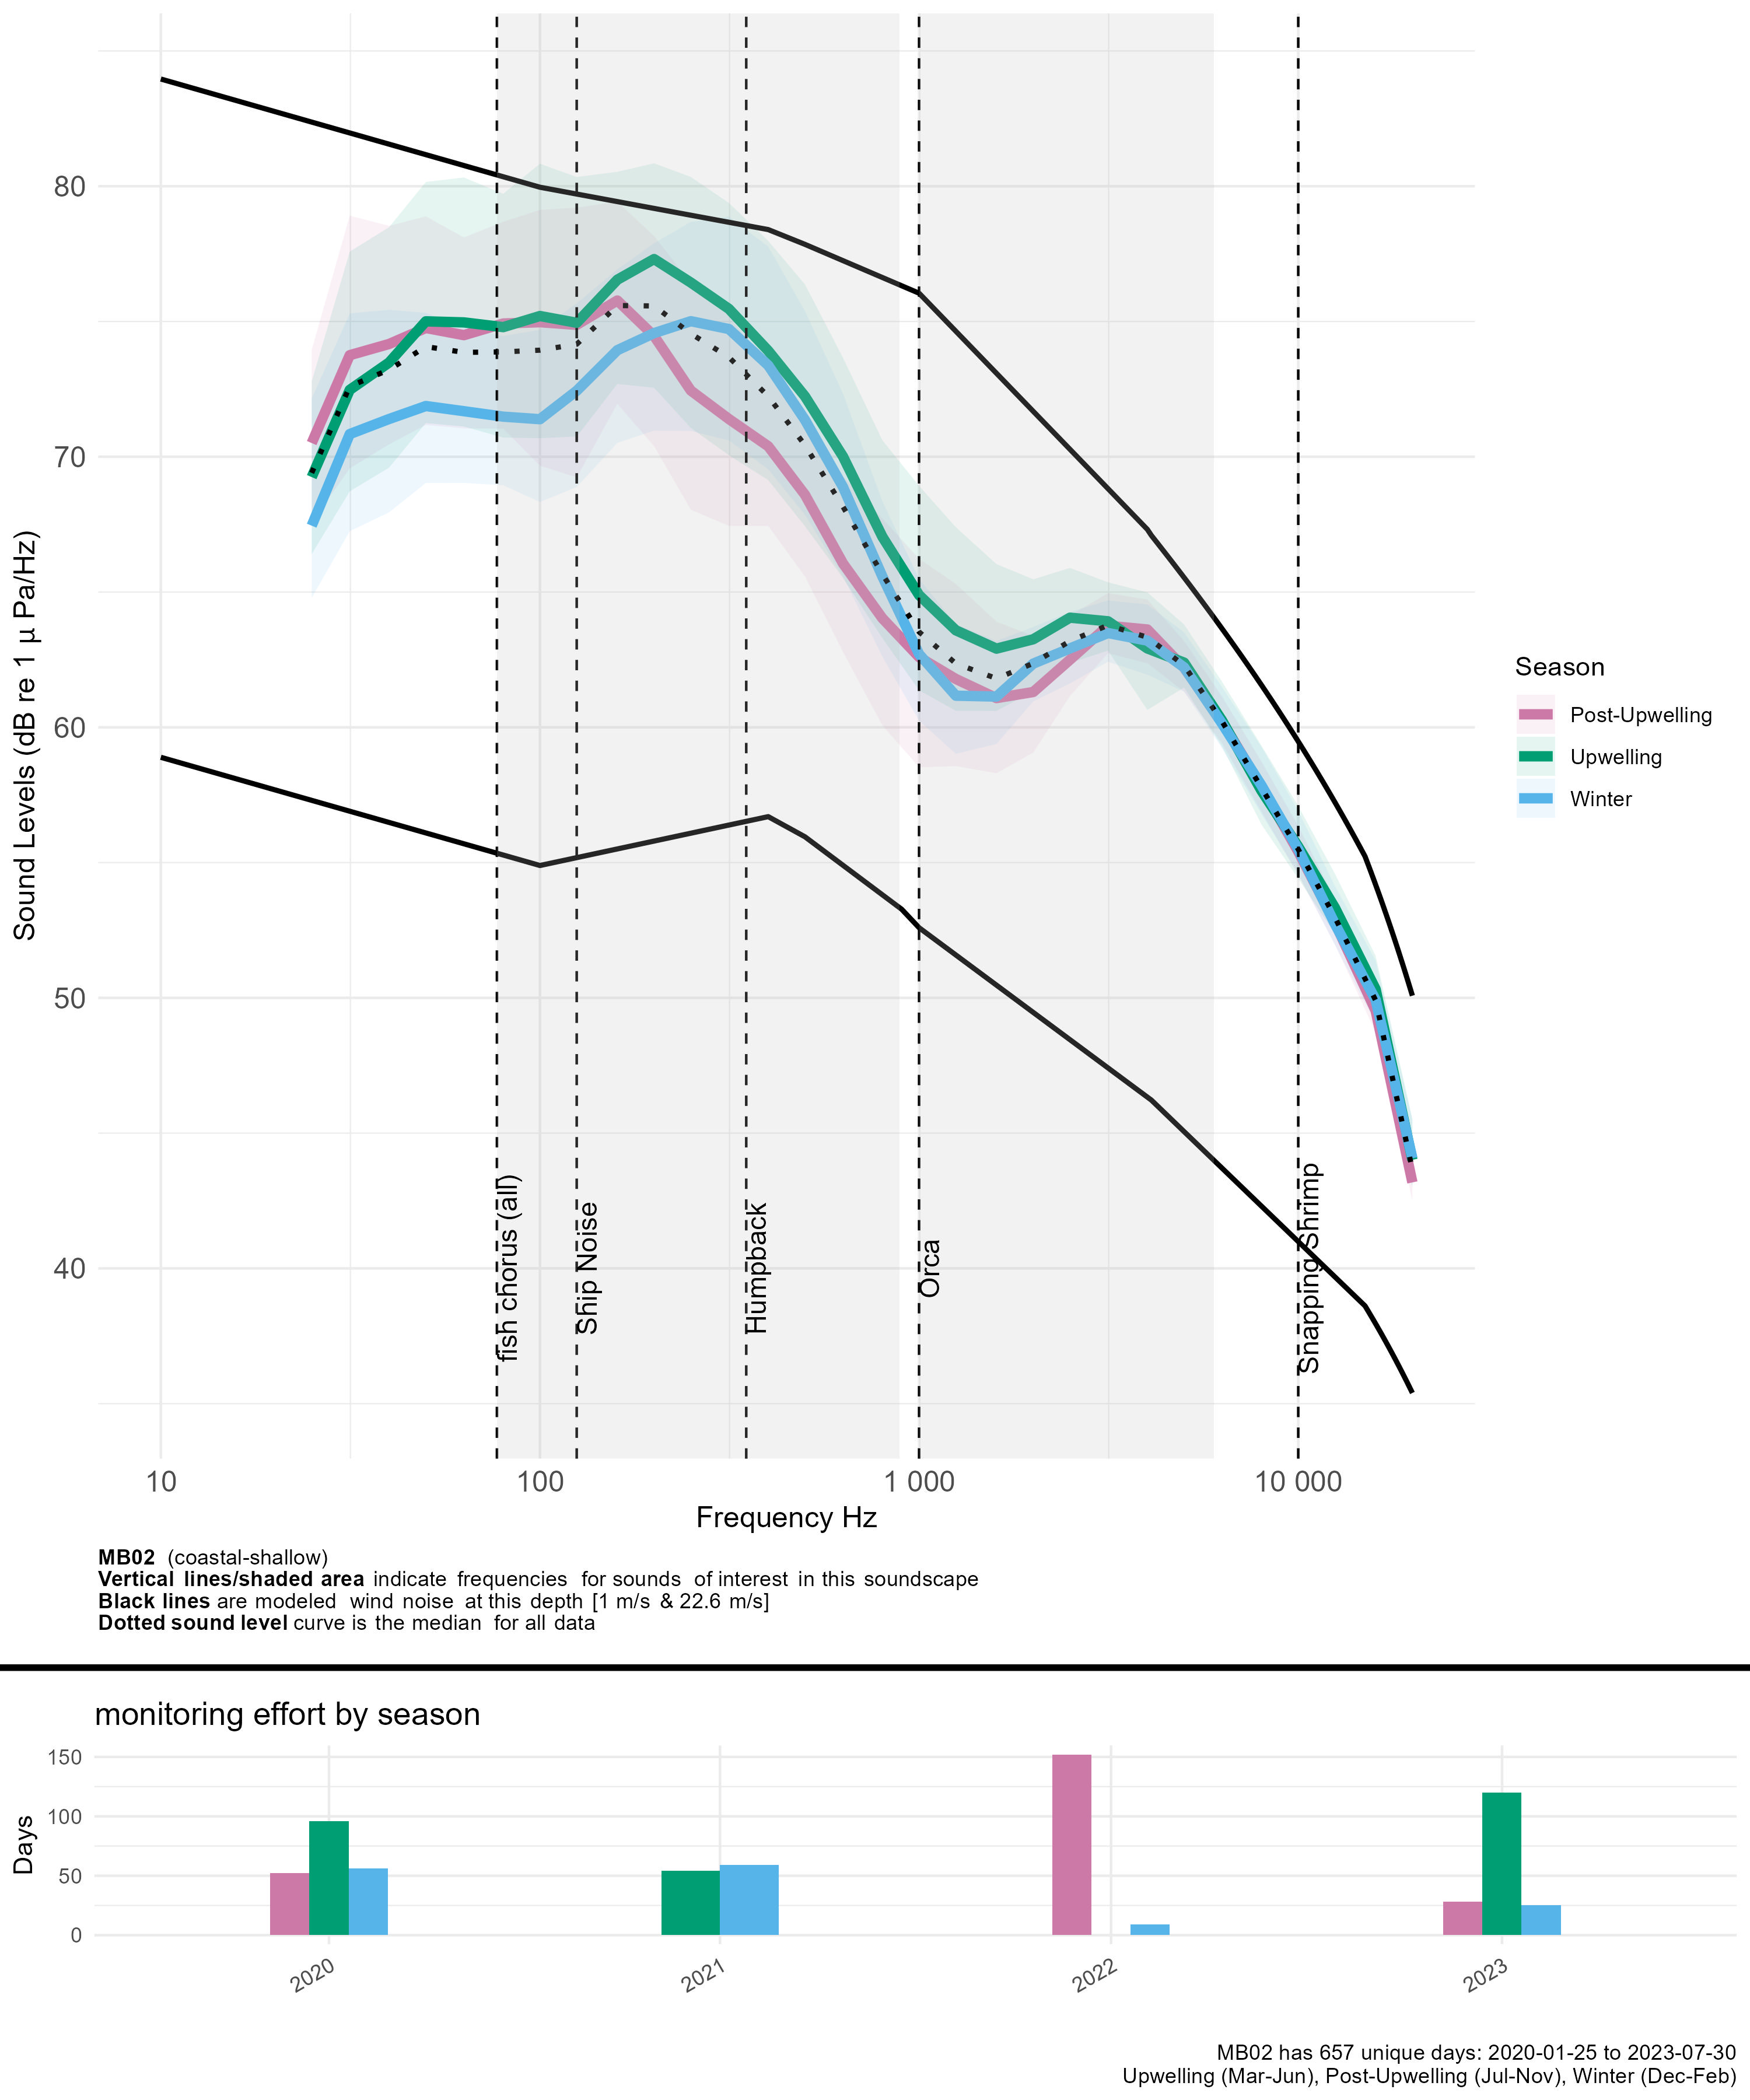 80
70
60
50
40
Sound Levels (dB re 1 µ Pa/Hz)
fish chorus (all)
Ship Noise
Humpback
Orca
Snapping Shrimp
10
100
1 000
10 000
Frequency Hz
Season
Post-Upwelling
Upwelling
Winter
MB02 (coastal-shallow)
Vertical lines/shaded area indicate frequencies for sounds of interest in this soundscape
Black lines are modeled wind noise at this depth [1 m/s & 22.6 m/s]
Dotted sound level curve is the median for all data
monitoring effort by season
150
100
50
0
Days
2020
2021
2022
2023
MB02 has 657 unique days: 2020-01-25 to 2023-07-30
Upwelling (Mar-Jun), Post-Upwelling (Jul-Nov), Winter (Dec-Feb)